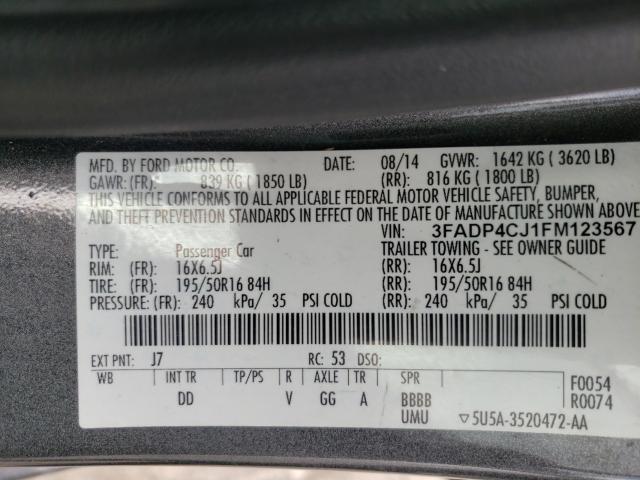 MFD. BY FORD MOTOR CO. DATE: 08/14 GVWR: 1642 KG ( 3620 LB)
GAWR: (FR): 839 KG ( 1850 LB) (RR): 816 KG ( 1800 LB)
THIS VEHICLE CONFORMS TO ALL APPLICABLE FEDERAL MOTOR VEHICLE SAFETY, BUMPER,
AND THEFT PREVENTION STANDARDS IN EFFECT ON THE DATE OF MANUFACTURE SHOWN ABOVE
VIN: 3FADP4CJ1FM123567
TYPE: Passenger Car TRAILER TOWING - SEE OWNER GUIDE
RIM: (FR): 16X6.5J (RR): 16X6.5J
TIRE: (FR): 195/50R16 84H (RR): 195/50R16 84H
PRESSURE: (FR): 240 kPa/ 35 PSI COLD (RR): 240 kPa/ 35 PSI COLD
EXT PNT: J7 RC: 53 DSO:
WB INT TR TP/PS R AXLE TR SPR F0054
DD V GG A BBBB R0074
UMU ▽5U5A-3520472-AA